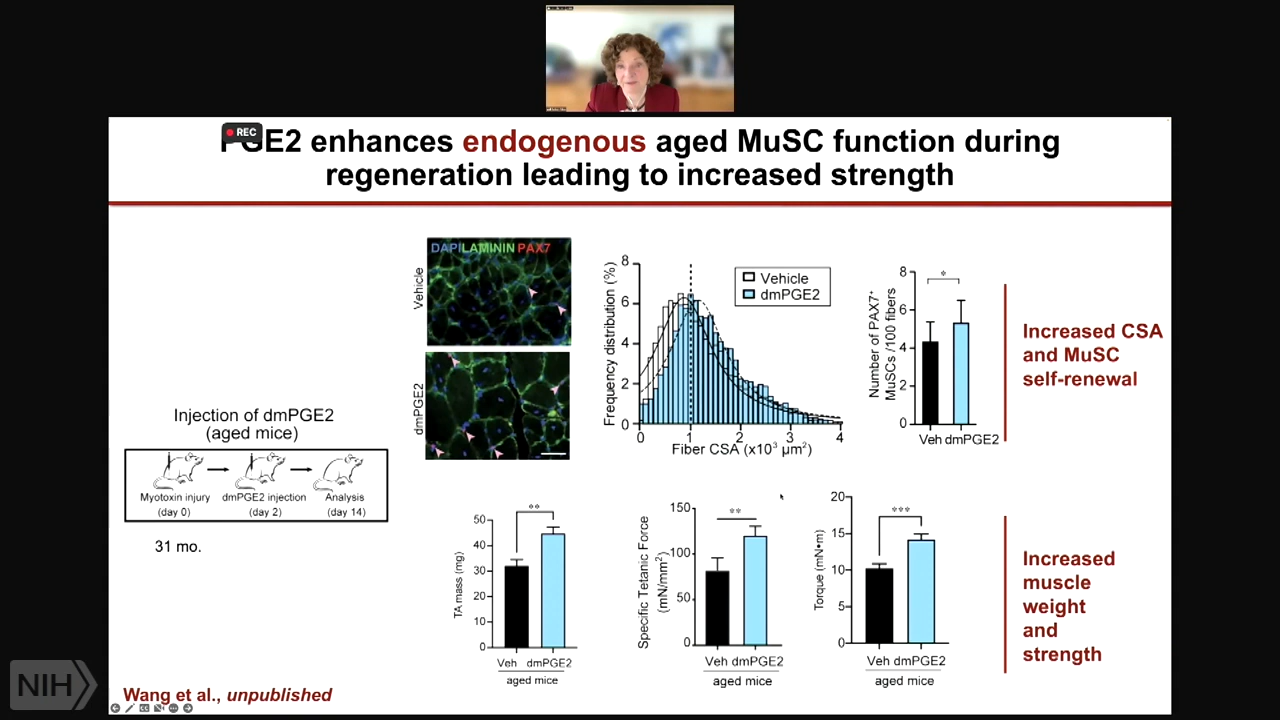 REC
PGE2 enhances endogenous aged MuSC function during
regeneration leading to increased strength
Injection of dmPGE2
(aged mice)
Myotoxin injury
(day 0)
dmPGE2 injection
(day 2)
Analysis
(day 14)
31 mo.
DAPI LAMININ PAX7
Vehicle
dmPGE2
Frequency distribution (%)
8
6
4
2
0
0 1 2 3 4
Fiber CSA (x10³ µm²)
Vehicle
dmPGE2
Number of PAX7⁺
MuSCs /100 fibers
8
6
4
2
0
*
Veh dmPGE2
Increased CSA
and MuSC
self-renewal
TA mass (mg)
50
40
30
20
10
0
**
Veh dmPGE2
aged mice
Specific Tetanic Force
(mN/mm²)
150
100
50
0
**
Veh dmPGE2
aged mice
Torque (mN•m)
20
15
10
5
0
***
Veh dmPGE2
aged mice
Increased
muscle
weight
and
strength
NIH
Wang et al., unpublished